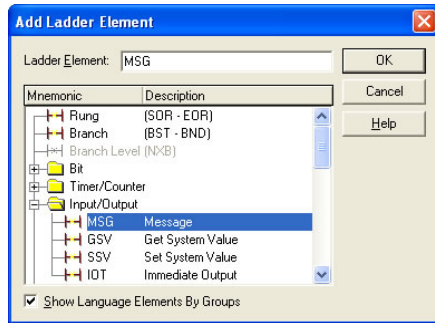 Add Ladder Element
Ladder Element: MSG
OK
Cancel
Help
Mnemonic Description
Rung (SOR - EOR)
Branch (BST - BND)
Branch Level (NXB)
Bit
Timer/Counter
Input/Output
MSG Message
GSV Get System Value
SSV Set System Value
IOT Immediate Output
Show Language Elements By Groups